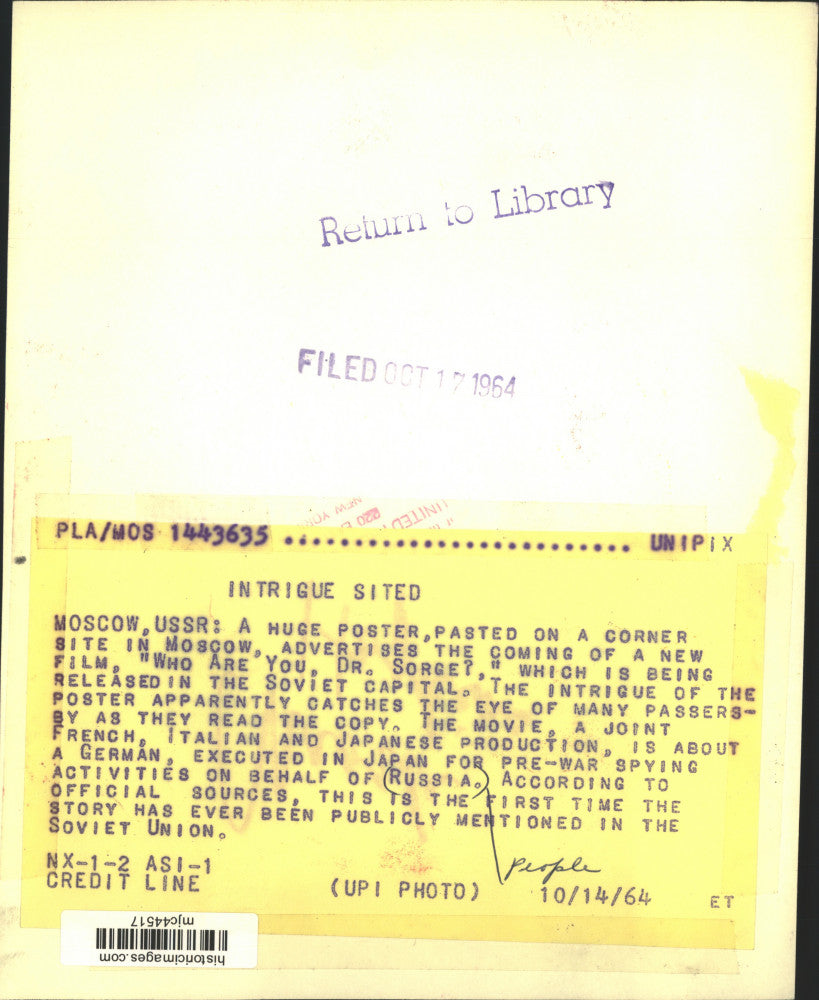 Return to Library
FILED OCT 17 1964
UNITED
220 E
NEW YORK
PLA/MOS 1443635 ............................ UNIPIX
INTRIGUE SITED
MOSCOW, USSR: A HUGE POSTER, PASTED ON A CORNER
SITE IN MOSCOW, ADVERTISES THE COMING OF A NEW
FILM, "WHO ARE YOU, DR. SORGE?," WHICH IS BEING
RELEASED IN THE SOVIET CAPITAL. THE INTRIGUE OF THE
POSTER APPARENTLY CATCHES THE EYE OF MANY PASSERS-
BY AS THEY READ THE COPY. THE MOVIE, A JOINT
FRENCH, ITALIAN AND JAPANESE PRODUCTION, IS ABOUT
A GERMAN, EXECUTED IN JAPAN FOR PRE-WAR SPYING
ACTIVITIES ON BEHALF OF RUSSIA. ACCORDING TO
OFFICIAL SOURCES, THIS IS THE FIRST TIME THE
STORY HAS EVER BEEN PUBLICLY MENTIONED IN THE
SOVIET UNION.
People
NX-1-2 ASI-1
CREDIT LINE (UPI PHOTO) 10/14/64 ET
mjc44517
historicimages.com